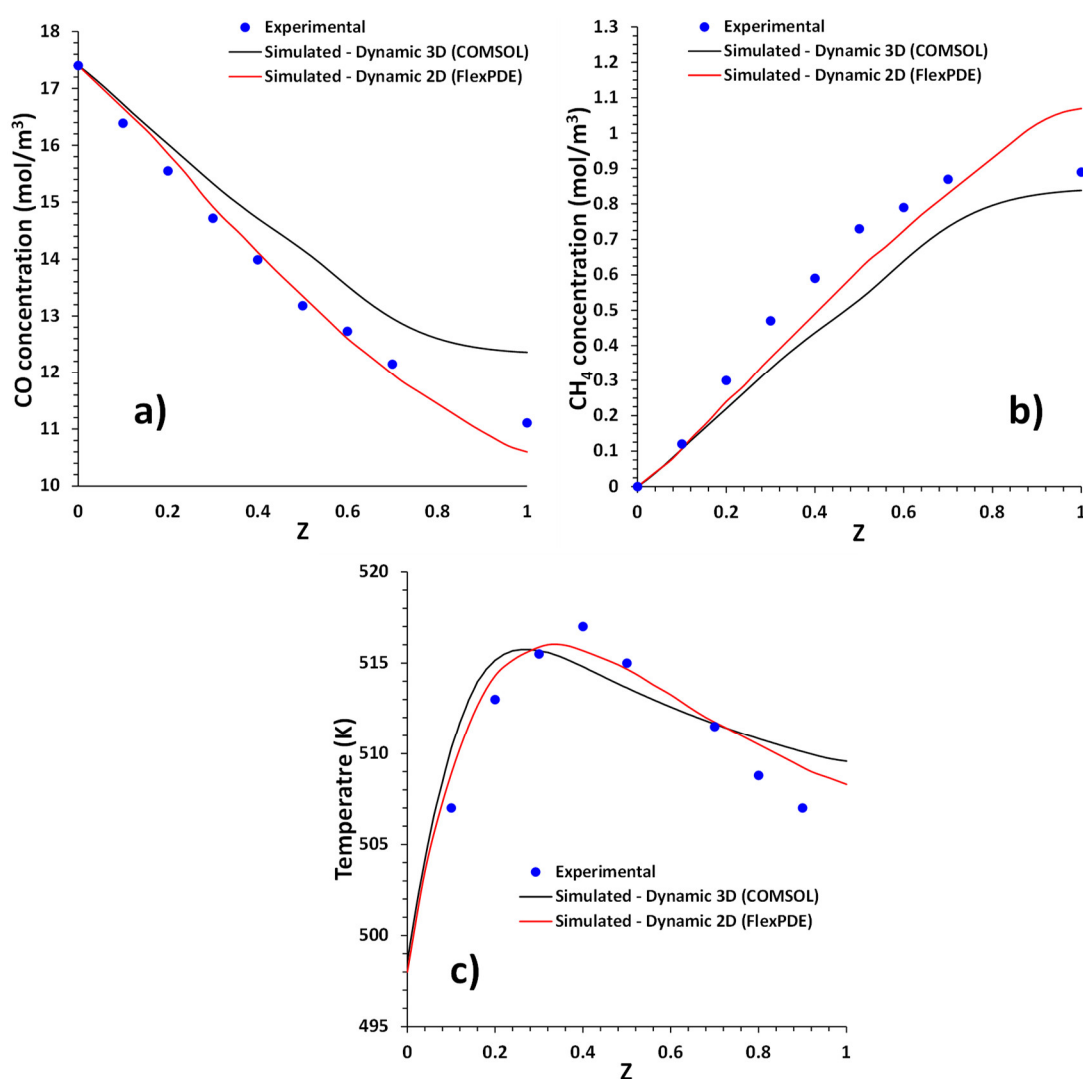 Experimental
Simulated - Dynamic 3D (COMSOL)
Simulated - Dynamic 2D (FlexPDE)
CO concentration (mol/m³)
18
17
16
15
14
13
12
11
10
0
0.2
0.4
0.6
0.8
1
Z
a)
Experimental
Simulated - Dynamic 3D (COMSOL)
Simulated - Dynamic 2D (FlexPDE)
CH₄ concentration (mol/m³)
1.3
1.2
1.1
1
0.9
0.8
0.7
0.6
0.5
0.4
0.3
0.2
0.1
0
0
0.2
0.4
0.6
0.8
1
Z
b)
Temperatre (K)
520
515
510
505
500
495
Experimental
Simulated - Dynamic 3D (COMSOL)
Simulated - Dynamic 2D (FlexPDE)
c)
0
0.2
0.4
0.6
0.8
1
Z